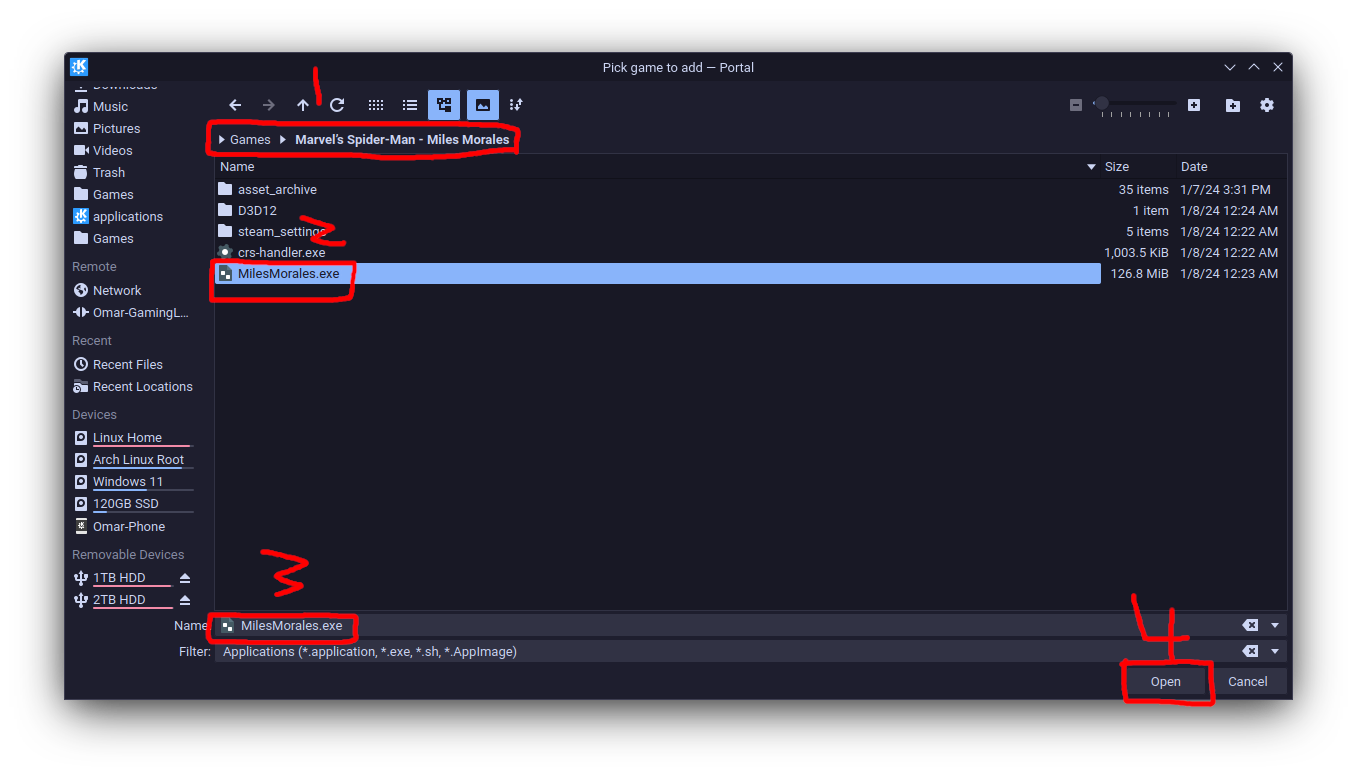 Pick game to add — Portal
1
Music
Pictures
Videos
Trash
Games
applications
Games
Remote
Network
Omar-GamingL...
Recent
Recent Files
Recent Locations
Devices
Linux Home
Arch Linux Root
Windows 11
120GB SSD
Omar-Phone
Removable Devices
1TB HDD
2TB HDD
Games Marvel's Spider-Man - Miles Morales
Name Size Date
asset_archive 35 items 1/7/24 3:31 PM
D3D12 1 item 1/8/24 12:24 AM
steam_settings 5 items 1/8/24 12:22 AM
2
crs-handler.exe 1,003.5 KiB 1/8/24 12:22 AM
MilesMorales.exe 126.8 MiB 1/8/24 12:23 AM
3
Name: MilesMorales.exe
4
Filter: Applications (*.application, *.exe, *.sh, *.AppImage)
Open Cancel